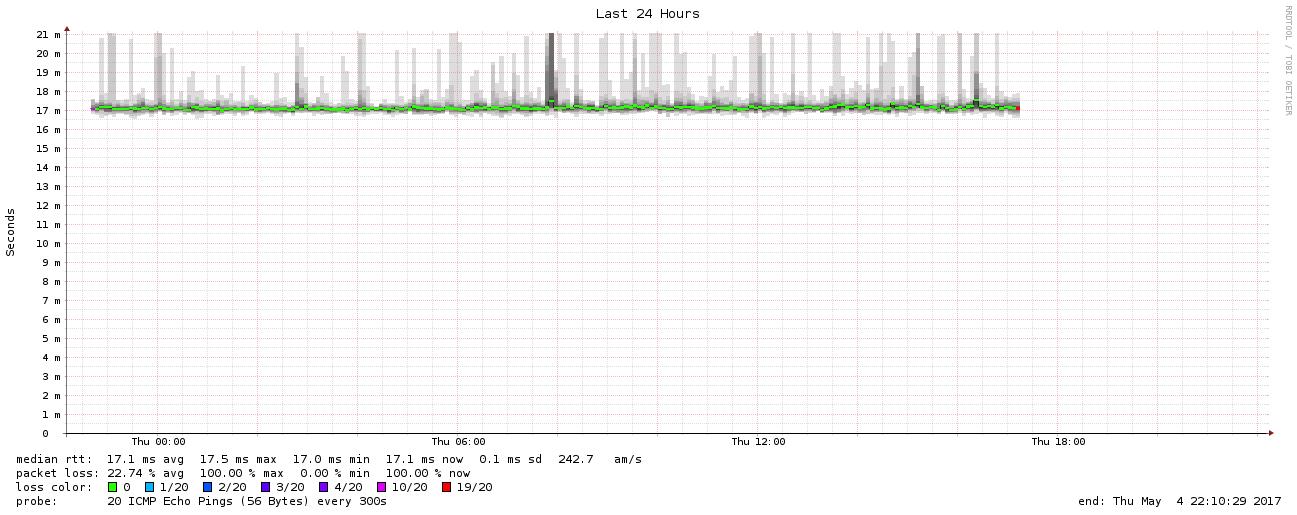 Last 24 Hours
RRDTOOL / TOBI OETIKER
21 m
20 m
19 m
18 m
17 m
16 m
15 m
14 m
13 m
12 m
11 m
10 m
9 m
8 m
7 m
6 m
5 m
4 m
3 m
2 m
1 m
0
Seconds
Thu 00:00 Thu 06:00 Thu 12:00 Thu 18:00
median rtt: 17.1 ms avg 17.5 ms max 17.0 ms min 17.1 ms now 0.1 ms sd 242.7 am/s
packet loss: 22.74 % avg 100.00 % max 0.00 % min 100.00 % now
loss color: 0 1/20 2/20 3/20 4/20 10/20 19/20
probe: 20 ICMP Echo Pings (56 Bytes) every 300s end: Thu May 4 22:10:29 2017